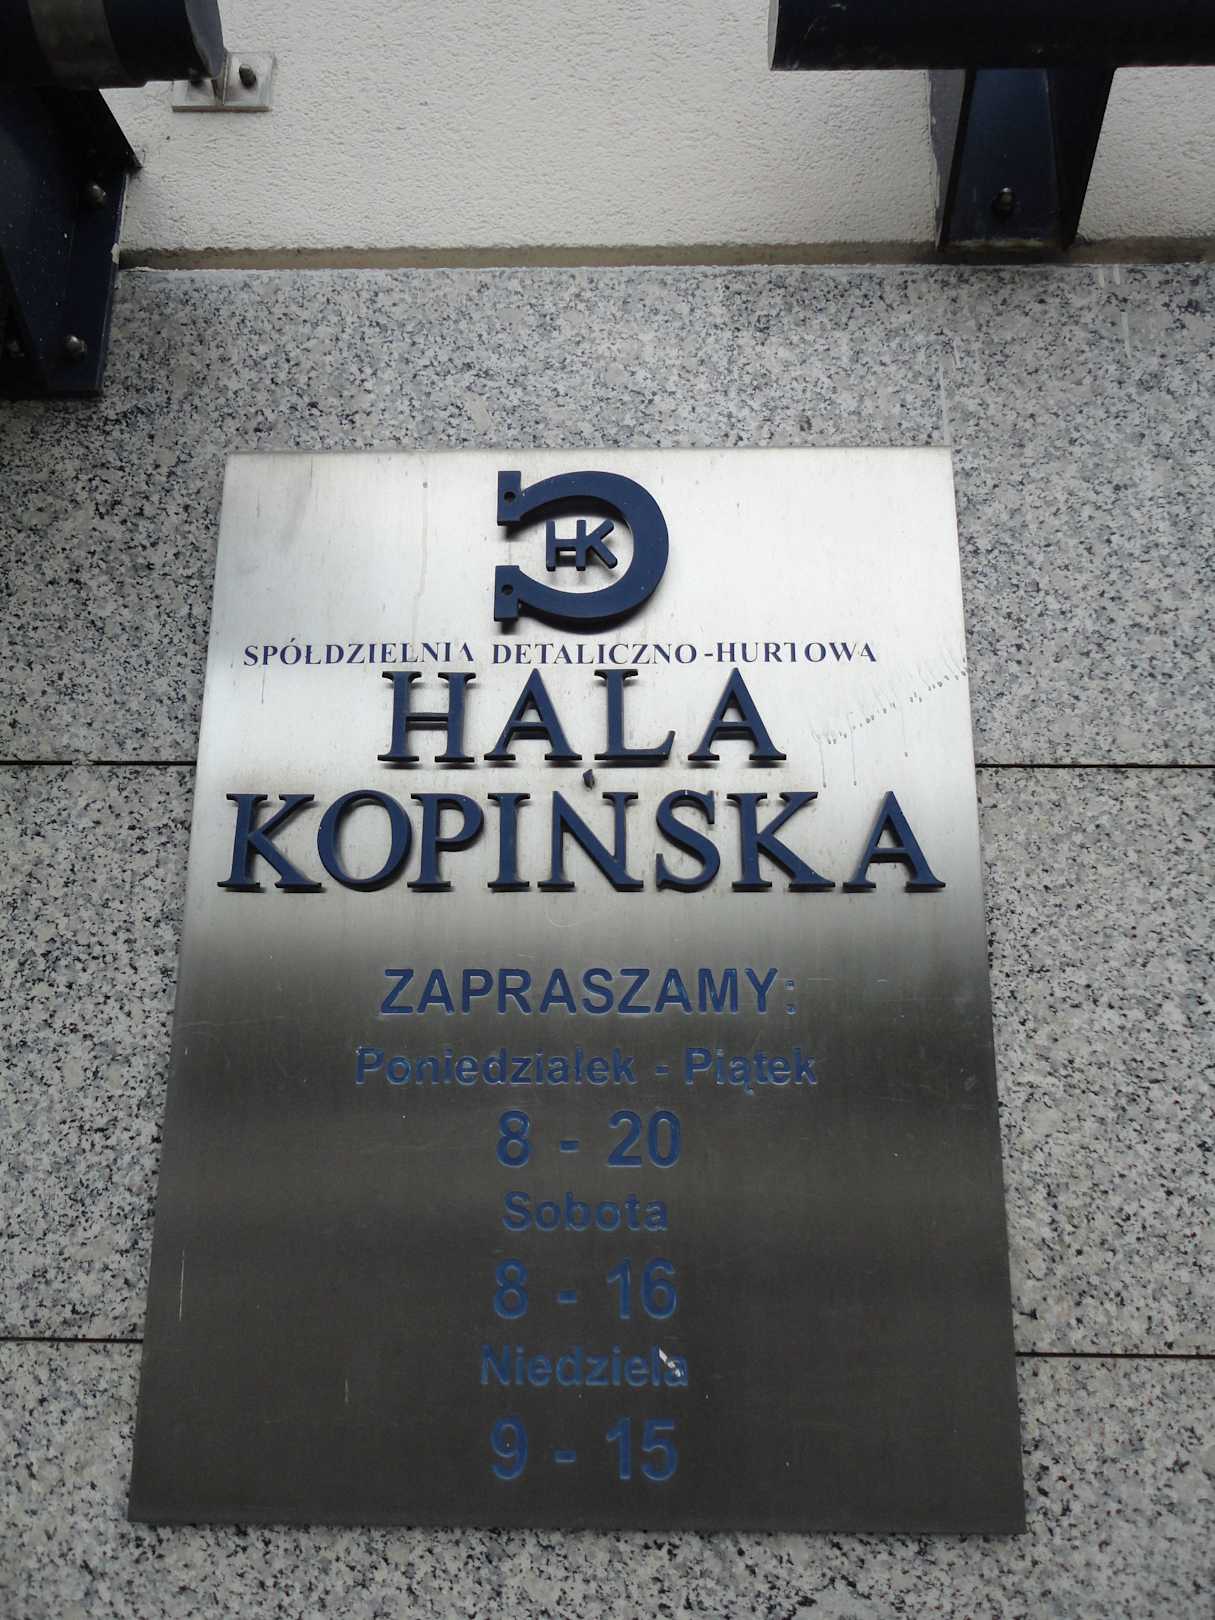 HK
SPÓŁDZIELNIA DETALICZNO-HURTOWA
HALA
KOPIŃSKA
ZAPRASZAMY:
Poniedziałek - Piątek
8 - 20
Sobota
8 - 16
Niedziela
9 - 15